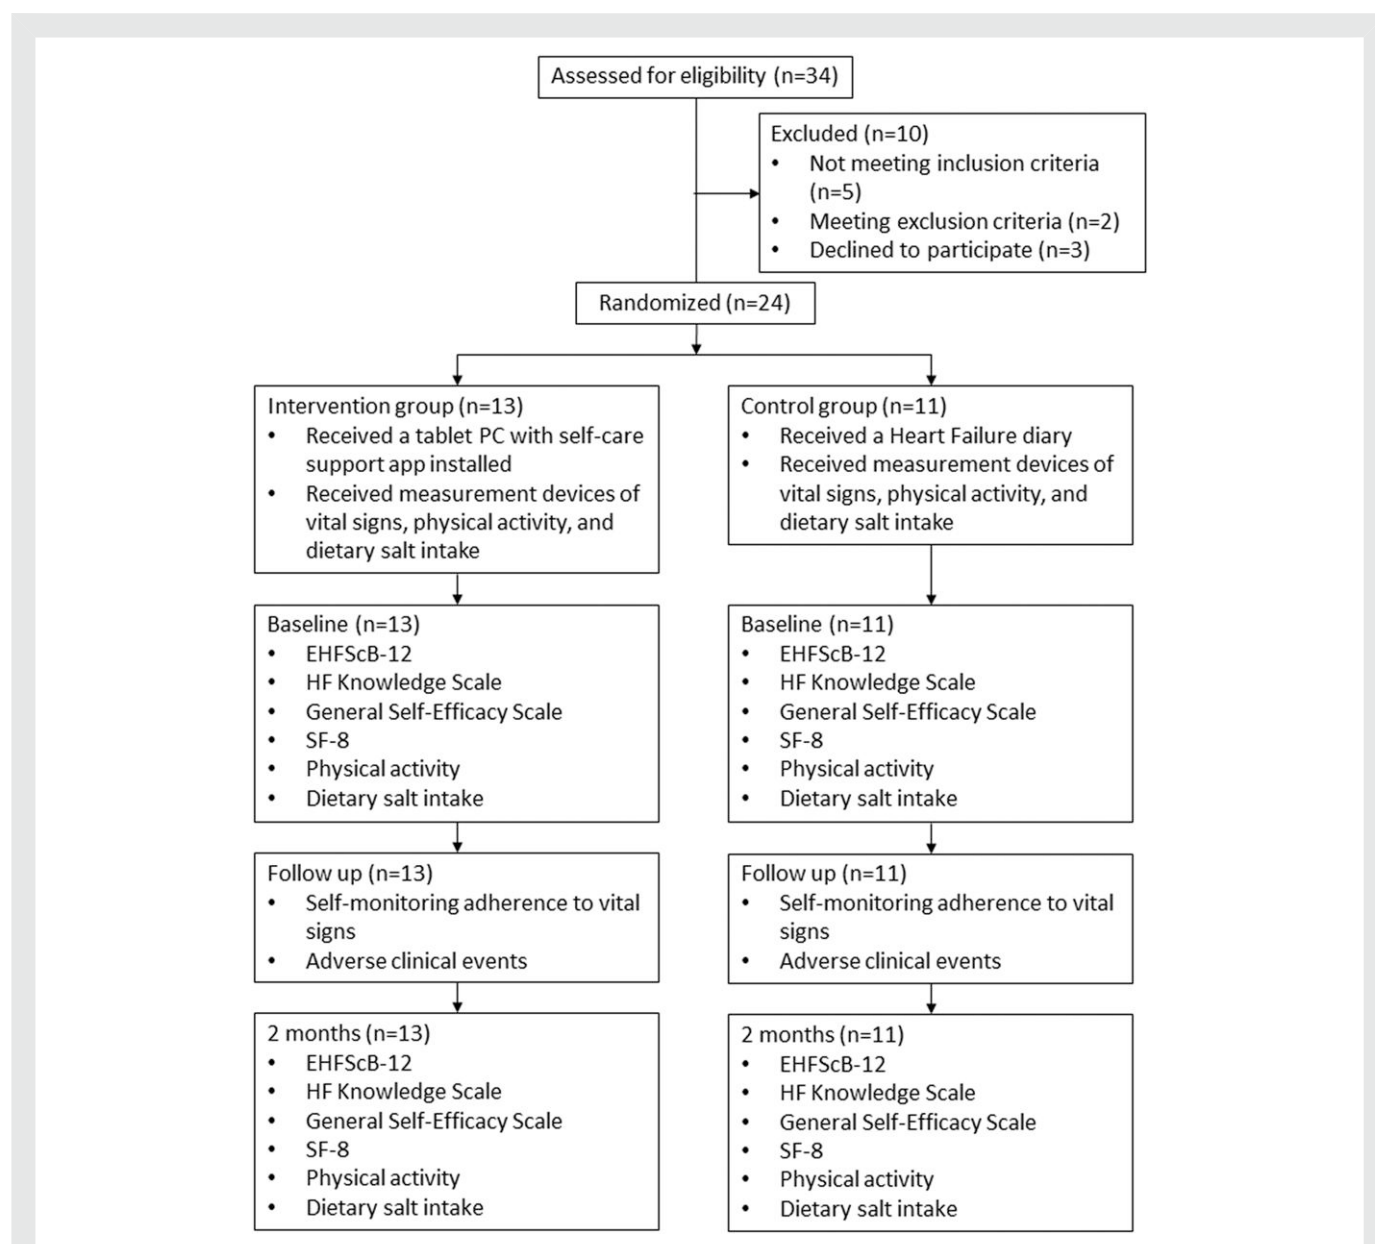 Assessed for eligibility (n=34)
Excluded (n=10)
• Not meeting inclusion criteria
(n=5)
• Meeting exclusion criteria (n=2)
• Declined to participate (n=3)
Randomized (n=24)
Intervention group (n=13)
• Received a tablet PC with self-care
support app installed
• Received measurement devices of
vital signs, physical activity, and
dietary salt intake
Control group (n=11)
• Received a Heart Failure diary
• Received measurement devices of
vital signs, physical activity, and
dietary salt intake
Baseline (n=13)
• EHFScB-12
• HF Knowledge Scale
• General Self-Efficacy Scale
• SF-8
• Physical activity
• Dietary salt intake
Baseline (n=11)
• EHFScB-12
• HF Knowledge Scale
• General Self-Efficacy Scale
• SF-8
• Physical activity
• Dietary salt intake
Follow up (n=13)
• Self-monitoring adherence to vital
signs
• Adverse clinical events
Follow up (n=11)
• Self-monitoring adherence to vital
signs
• Adverse clinical events
2 months (n=13)
• EHFScB-12
• HF Knowledge Scale
• General Self-Efficacy Scale
• SF-8
• Physical activity
• Dietary salt intake
2 months (n=11)
• EHFScB-12
• HF Knowledge Scale
• General Self-Efficacy Scale
• SF-8
• Physical activity
• Dietary salt intake